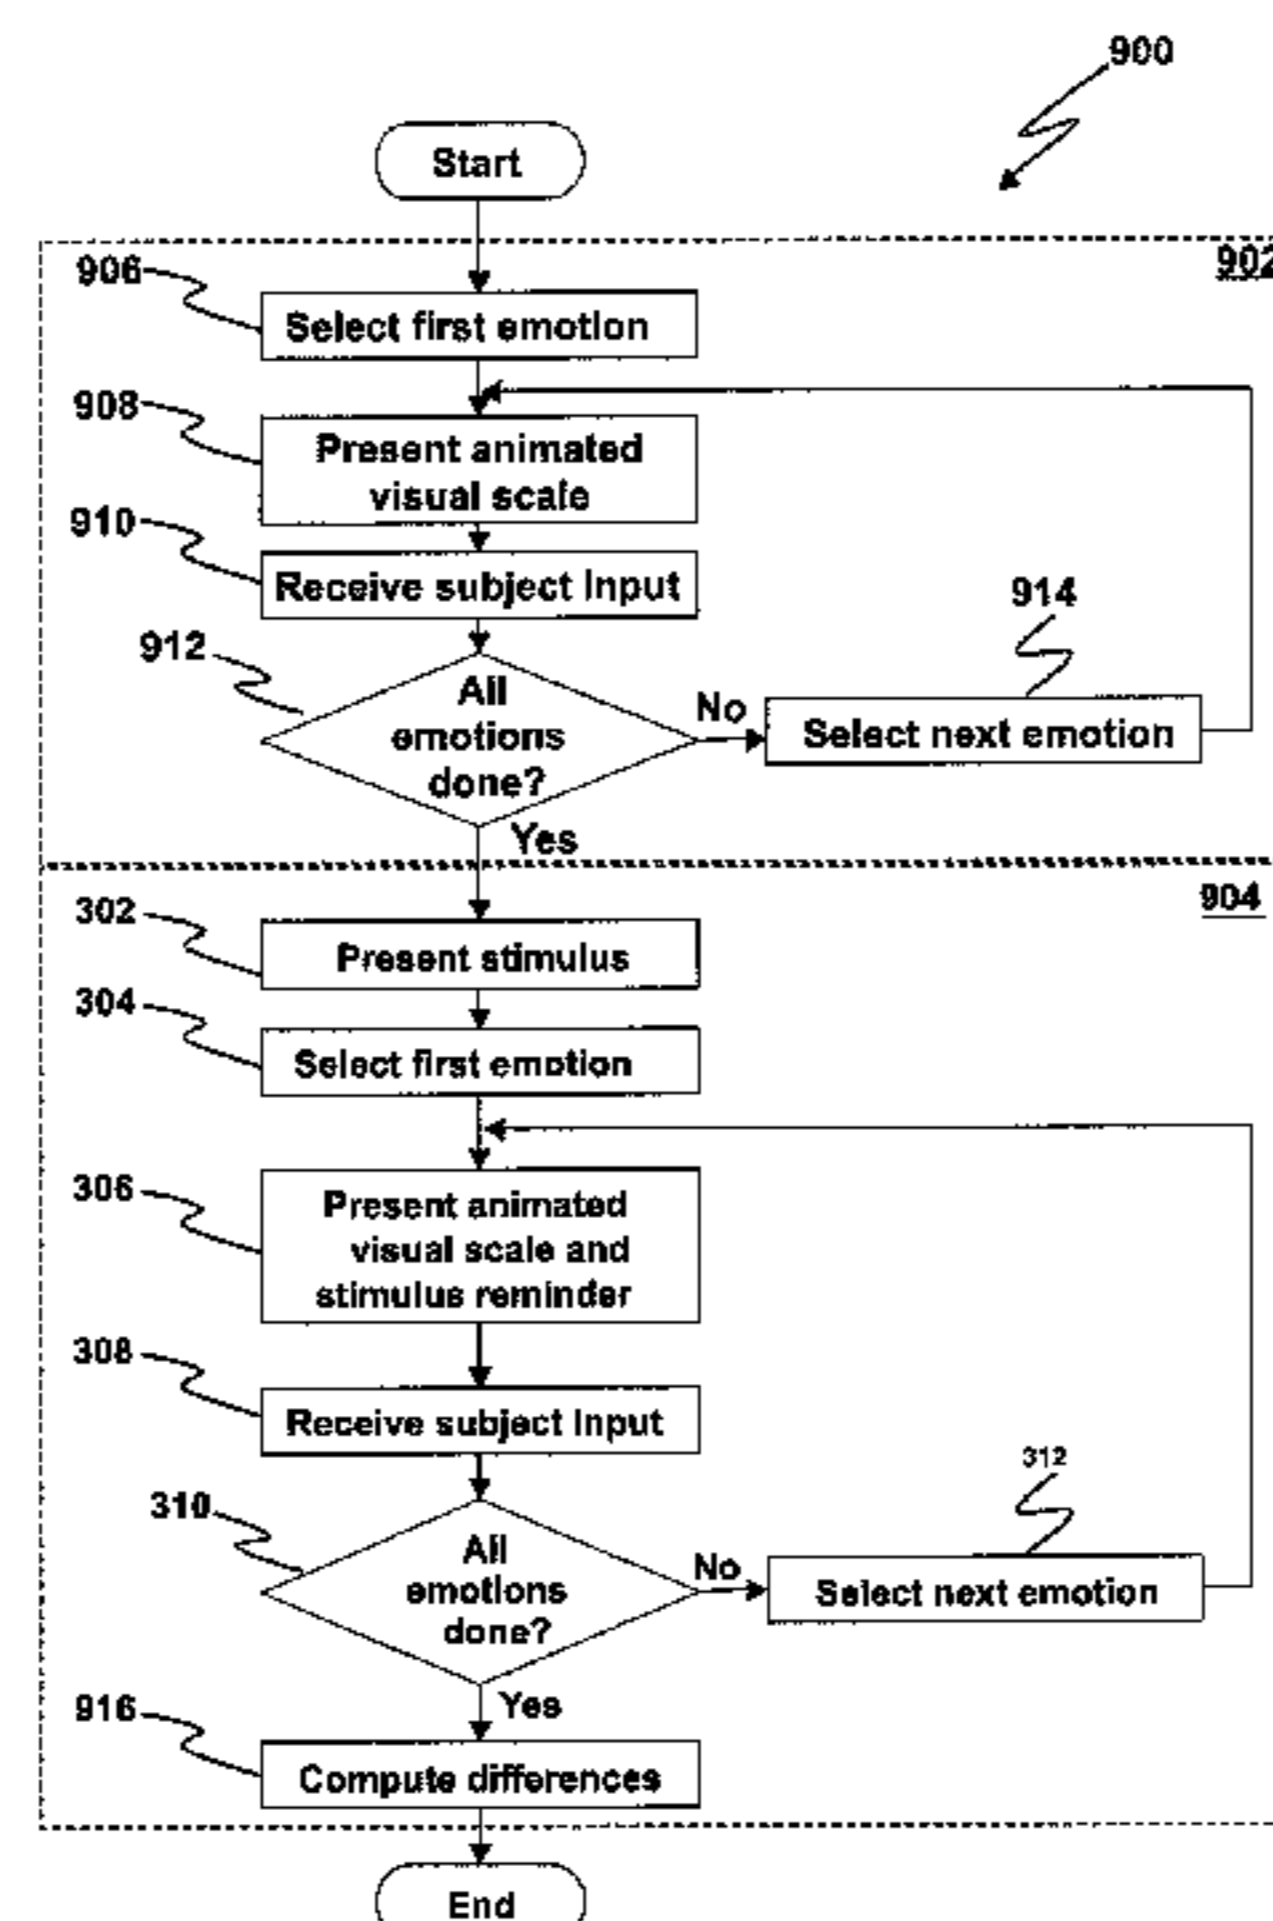 900
Start
902
906
Select first emotion
908
Present animated
visual scale
910
Receive subject Input
914
912
All
emotions
done?
No
Select next emotion
Yes
904
302
Present stimulus
304
Select first emotion
306
Present animated
visual scale and
stimulus reminder
308
Receive subject Input
312
310
All
emotions
done?
No
Select next emotion
Yes
916
Compute differences
End